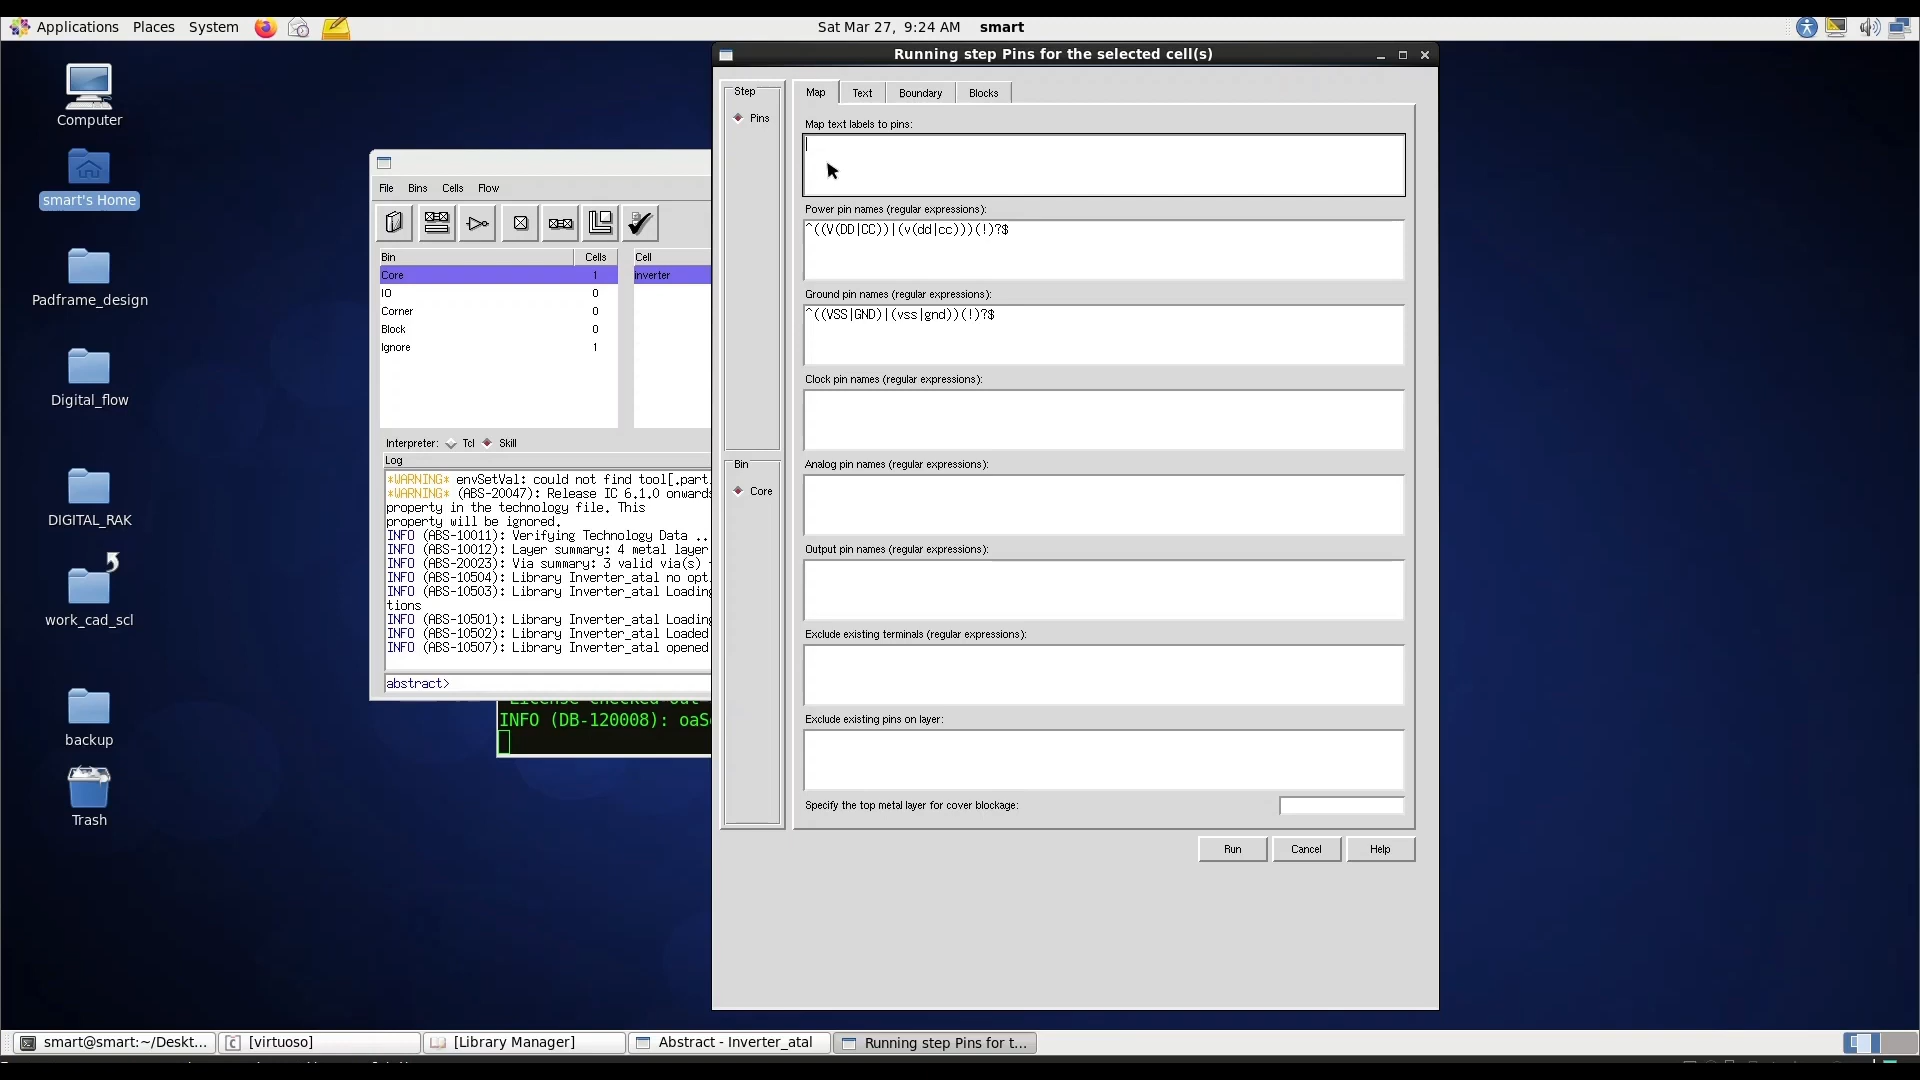 Applications Places System Sat Mar 27, 9:24 AM smart
Computer
smart's Home
Padframe_design
Digital_flow
DIGITAL_RAK
work_cad_scl
backup
Trash
File Bins Cells Flow
Bin Cells Cell
Core 1 inverter
IO 0
Corner 0
Block 0
Ignore 1
Interpreter: Tcl Skill
Log
*WARNING* envSetVal: could not find tool[.part.
*WARNING* (ABS-20047): Release IC 6.1.0 onwards
property in the technology file. This
property will be ignored.
INFO (ABS-10011): Verifying Technology Data ..
INFO (ABS-10012): Layer summary: 4 metal layer
INFO (ABS-20023): Via summary: 3 valid via(s)
INFO (ABS-10504): Library Inverter_atal no opt.
INFO (ABS-10503): Library Inverter_atal Loading
tions
INFO (ABS-10501): Library Inverter_atal Loading
INFO (ABS-10502): Library Inverter_atal Loaded
INFO (ABS-10507): Library Inverter_atal opened
abstract>
License checked out
INFO (DB-120008):
Running step Pins for the selected cell(s)
Step
Pins
Bin
Core
Map Text Boundary Blocks
Map text labels to pins:
Power pin names (regular expressions):
^((V(DD|CC))|(v(dd|cc)))(!)?$
Ground pin names (regular expressions):
^((VSS|GND)|(vss|gnd))(!)?$
Clock pin names (regular expressions):
Analog pin names (regular expressions):
Output pin names (regular expressions):
Exclude existing terminals (regular expressions):
Exclude existing pins on layer:
Specify the top metal layer for cover blockage:
Run Cancel Help
smart@smart:~/Deskt... [virtuoso] [Library Manager] Abstract - Inverter_atal Running step Pins for t...